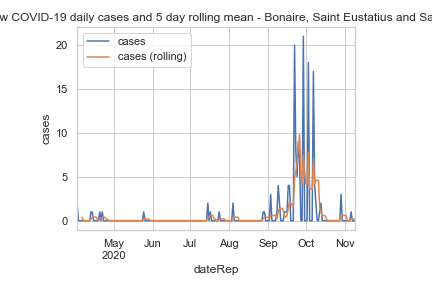 w COVID-19 daily cases and 5 day rolling mean - Bonaire, Saint Eustatius and Sa
cases
cases (rolling)
20
15
10
5
0
cases
May Jun Jul Aug Sep Oct Nov
2020
dateRep